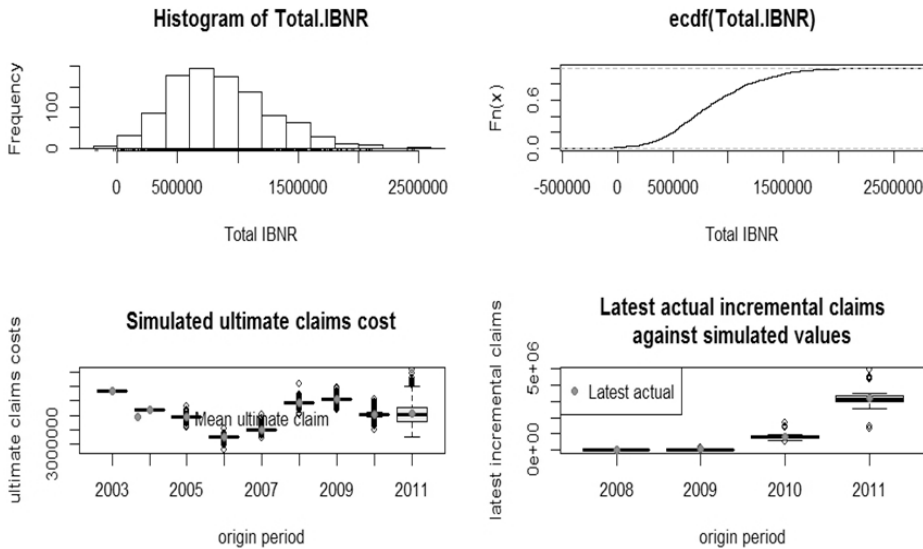 Histogram of Total.IBNR
Frequency
0
100
0
500000
1500000
2500000
Total IBNR
ecdf(Total.IBNR)
Fn(x)
0.0
0.6
-500000
0
500000
1500000
2500000
Total IBNR
Simulated ultimate claims cost
ultimate claims costs
3000000
Mean ultimate claim
2003
2005
2007
2009
2011
origin period
Latest actual incremental claims
against simulated values
latest incremental claims
0e+00
5e+06
Latest actual
2008
2009
2010
2011
origin period